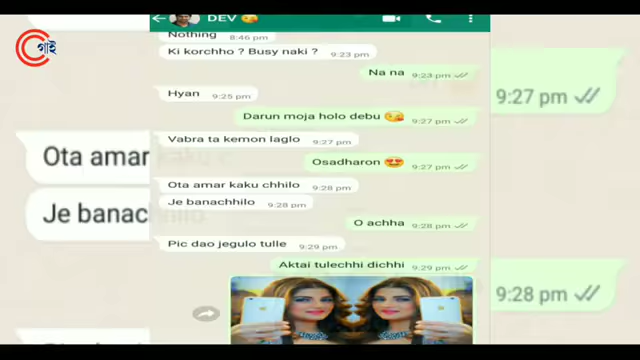 গাই
DEV 😘
Nothing 8:46 pm
Ki korchho ? Busy naki ? 9:23 pm
Na na 9:23 pm
Hyan 9:25 pm
Darun moja holo debu 😘 9:27 pm
Vabra ta kemon laglo 9:27 pm
Osadharon 😍 9:27 pm
Ota amar kaku chhilo 9:28 pm
Je banachhilo 9:28 pm
O achha 9:28 pm
Pic dao jegulo tulle 9:29 pm
Aktai tulechhi dichhi 9:29 pm
Ota amar kaku
Je banachhilo
9:27 pm
9:28 pm